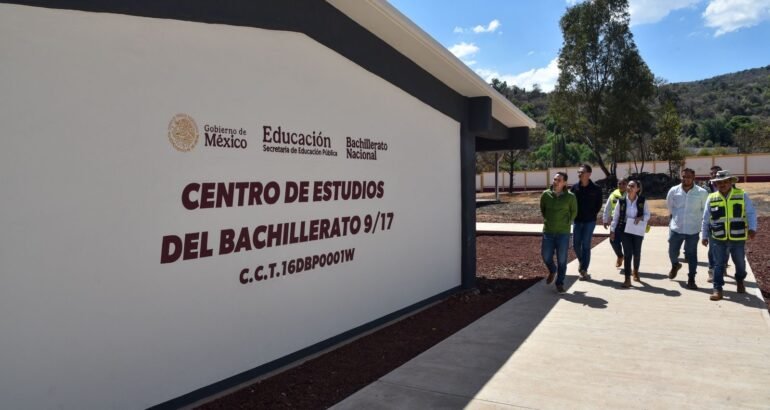 Gobierno de
México
Educación
Secretaría de Educación Pública
Bachillerato
Nacional
CENTRO DE ESTUDIOS
DEL BACHILLERATO 9/17
C.C.T.16DBP0001W